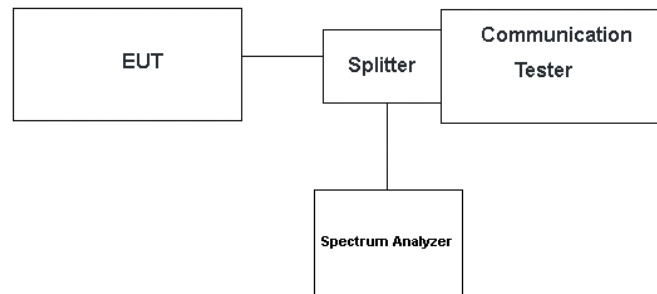 EUT
Splitter
Communication
Tester
Spectrum Analyzer